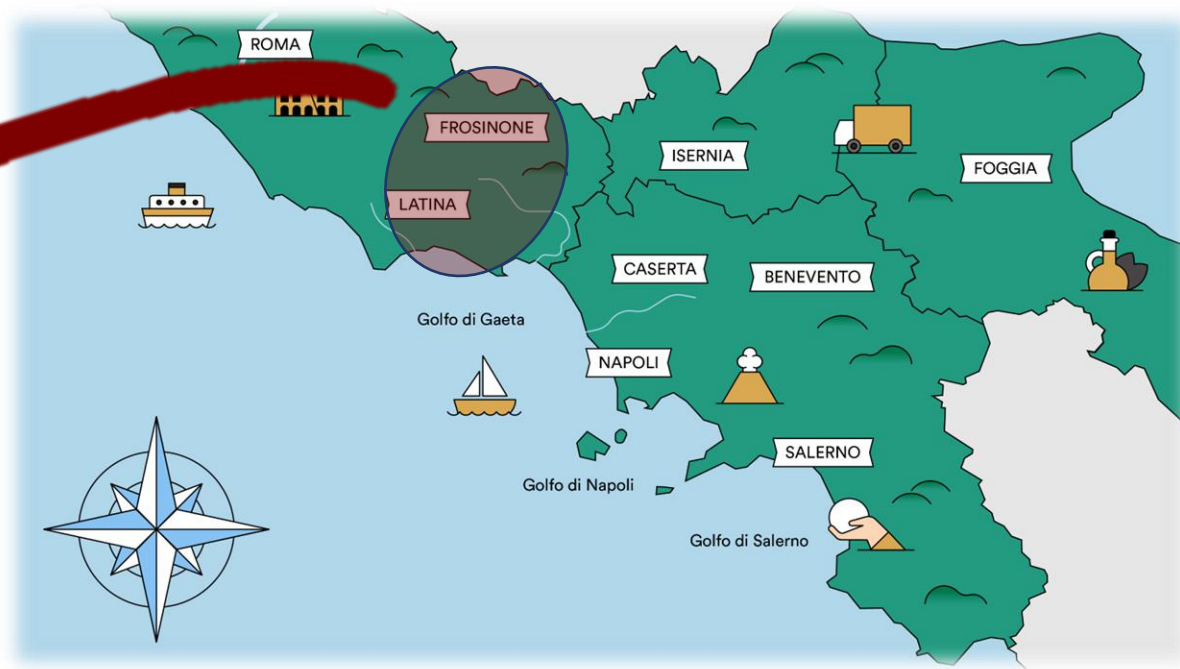 ROMA
FROSINONE
ISERNIA
FOGGIA
LATINA
CASERTA
BENEVENTO
Golfo di Gaeta
NAPOLI
SALERNO
Golfo di Napoli
Golfo di Salerno